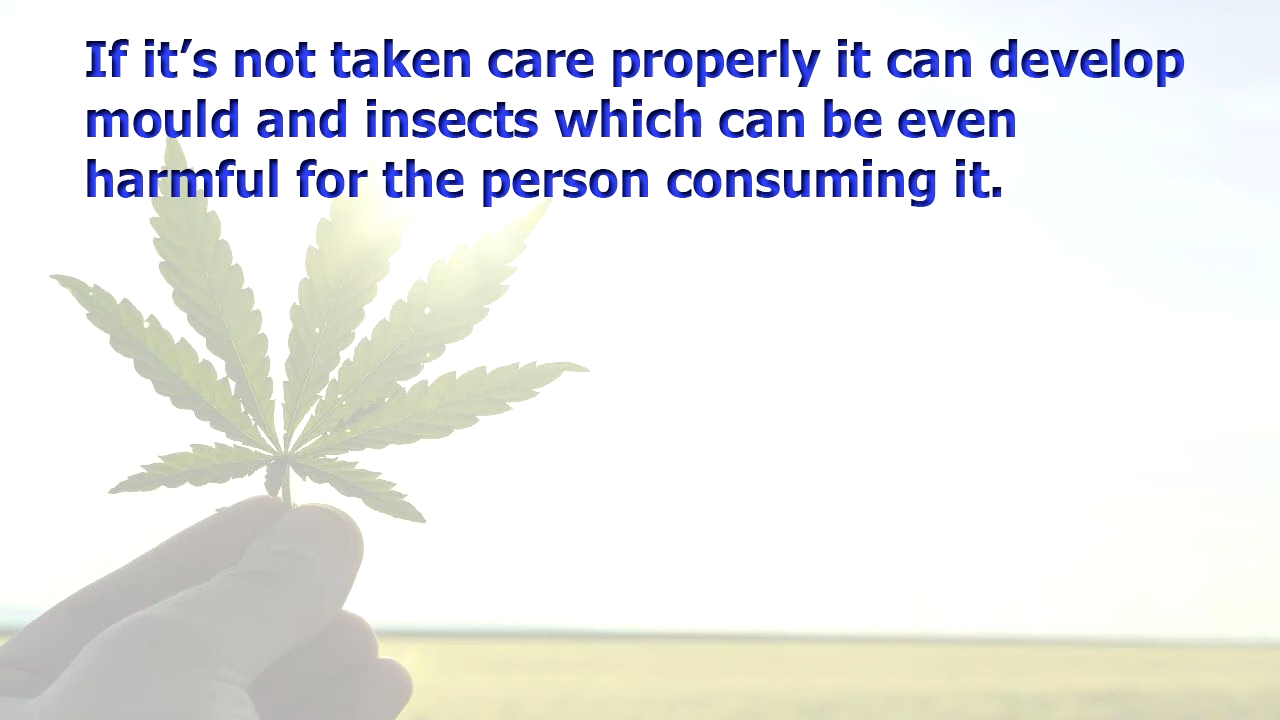 If it’s not taken care properly it can develop
mould and insects which can be even
harmful for the person consuming it.